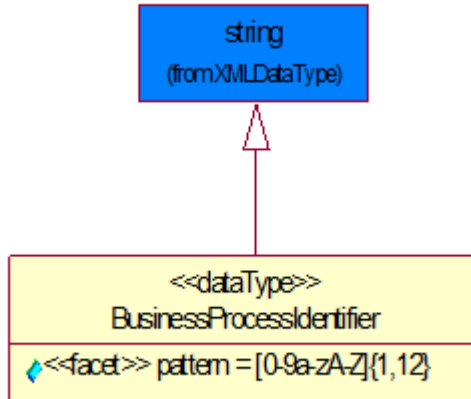 string
(fromXMLDataType)
<<dataType>>
BusinessProcessIdentifier
<<facet>> pattern = [0-9a-zA-Z]{1,12}